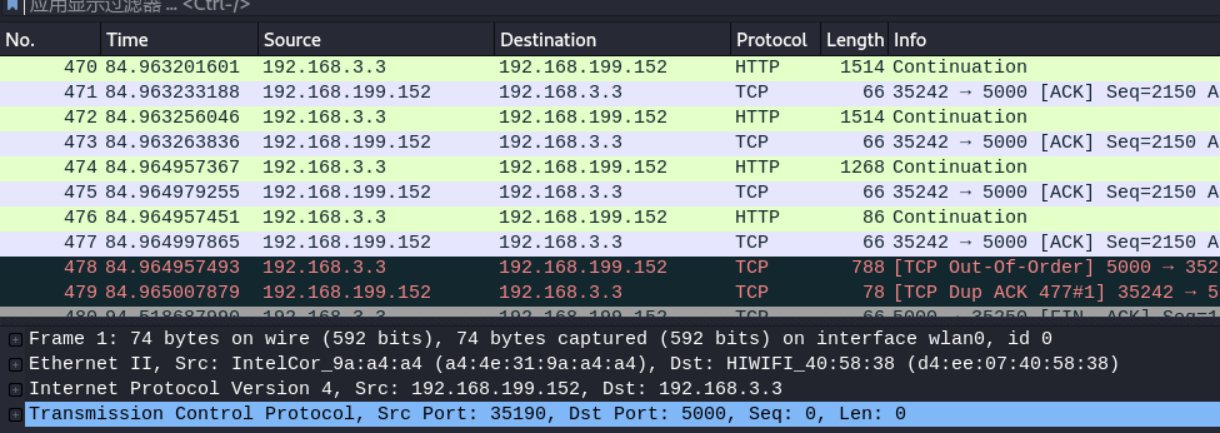 应用显示过滤器 … <Ctrl-/>
No. Time Source Destination Protocol Length Info
470 84.963201601 192.168.3.3 192.168.199.152 HTTP 1514 Continuation
471 84.963233188 192.168.199.152 192.168.3.3 TCP 66 35242 → 5000 [ACK] Seq=2150 A
472 84.963256046 192.168.3.3 192.168.199.152 HTTP 1514 Continuation
473 84.963263836 192.168.199.152 192.168.3.3 TCP 66 35242 → 5000 [ACK] Seq=2150 A
474 84.964957367 192.168.3.3 192.168.199.152 HTTP 1268 Continuation
475 84.964979255 192.168.199.152 192.168.3.3 TCP 66 35242 → 5000 [ACK] Seq=2150 A
476 84.964957451 192.168.3.3 192.168.199.152 HTTP 86 Continuation
477 84.964997865 192.168.199.152 192.168.3.3 TCP 66 35242 → 5000 [ACK] Seq=2150 A
478 84.964957493 192.168.3.3 192.168.199.152 TCP 788 [TCP Out-Of-Order] 5000 → 352
479 84.965007879 192.168.199.152 192.168.3.3 TCP 78 [TCP Dup ACK 477#1] 35242 → 5
Frame 1: 74 bytes on wire (592 bits), 74 bytes captured (592 bits) on interface wlan0, id 0
Ethernet II, Src: IntelCor_9a:a4:a4 (a4:4e:31:9a:a4:a4), Dst: HIWIFI_40:58:38 (d4:ee:07:40:58:38)
Internet Protocol Version 4, Src: 192.168.199.152, Dst: 192.168.3.3
Transmission Control Protocol, Src Port: 35190, Dst Port: 5000, Seq: 0, Len: 0